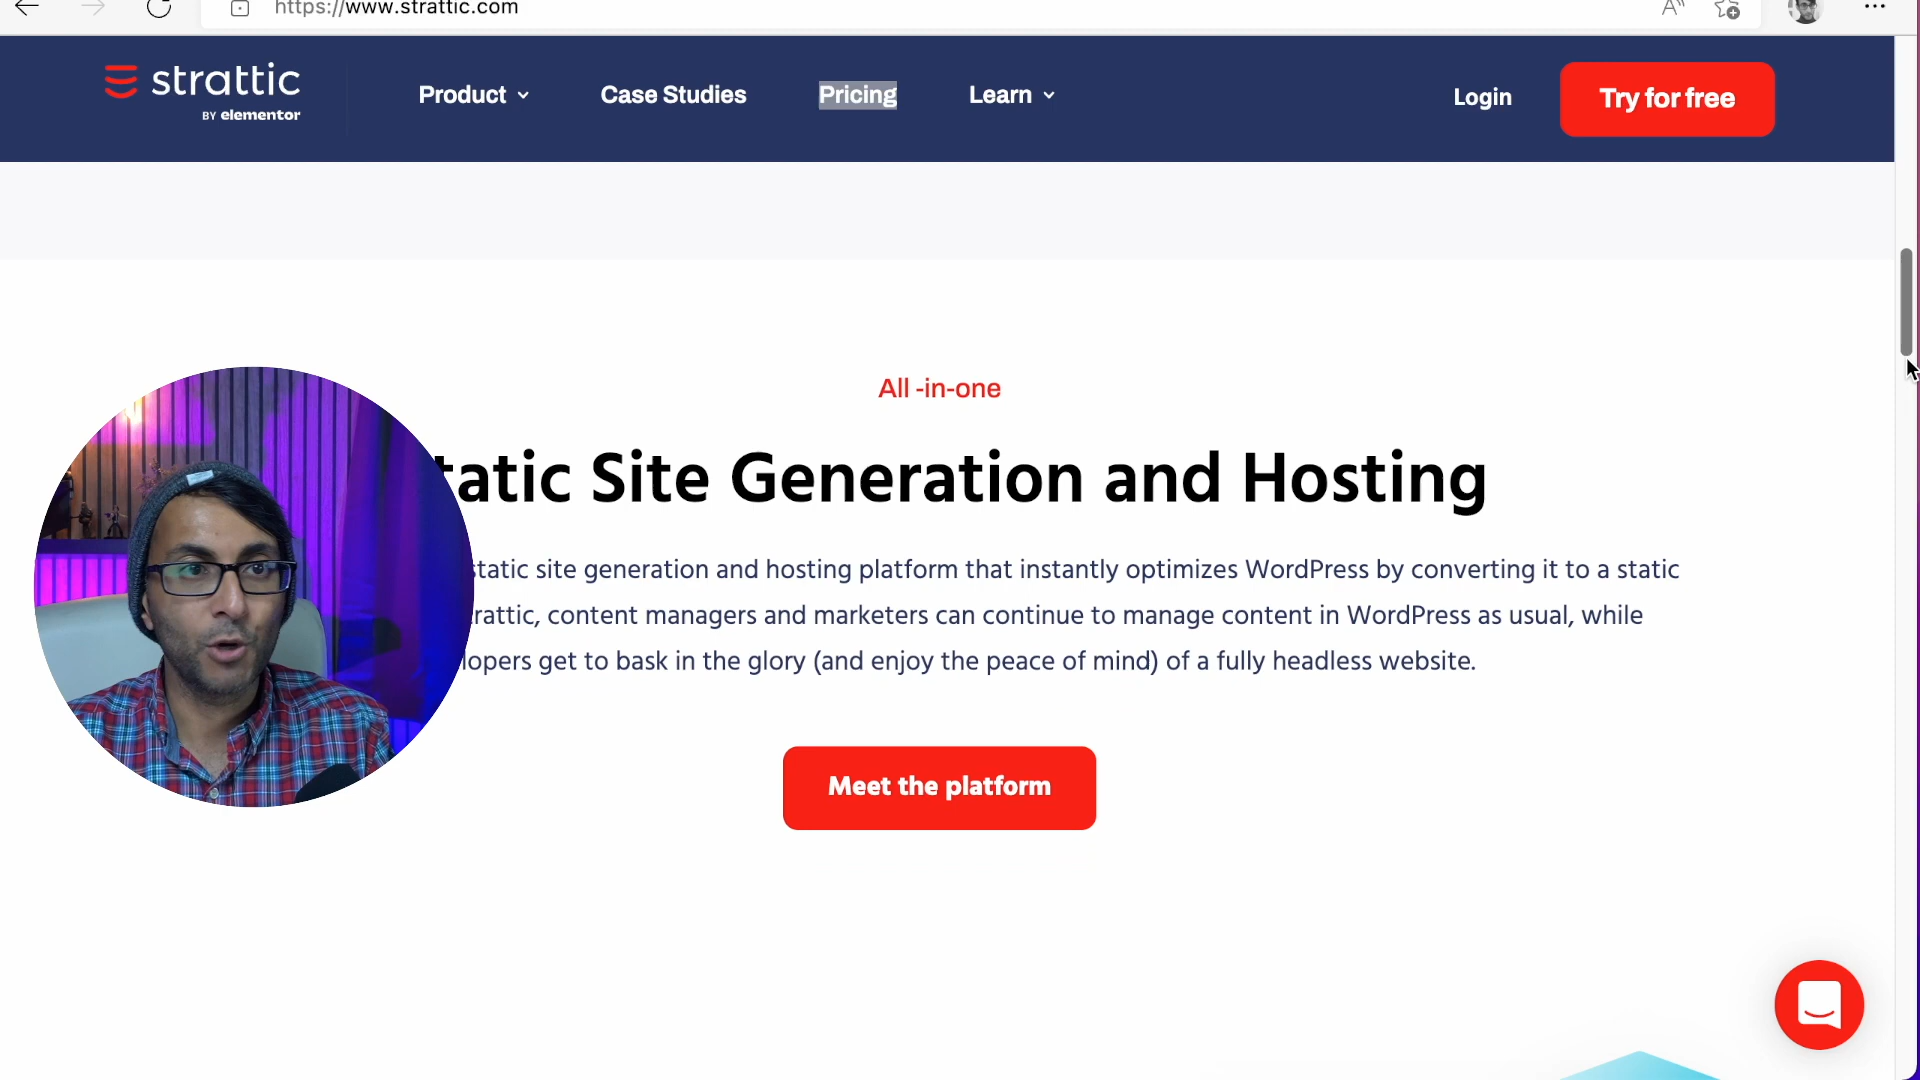 https://www.strattic.com
strattic
BY elementor
Product
Case Studies
Pricing
Learn
Login
Try for free
All -in-one
tatic Site Generation and Hosting
static site generation and hosting platform that instantly optimizes WordPress by converting it to a static
rattic, content managers and marketers can continue to manage content in WordPress as usual, while
lopers get to bask in the glory (and enjoy the peace of mind) of a fully headless website.
Meet the platform